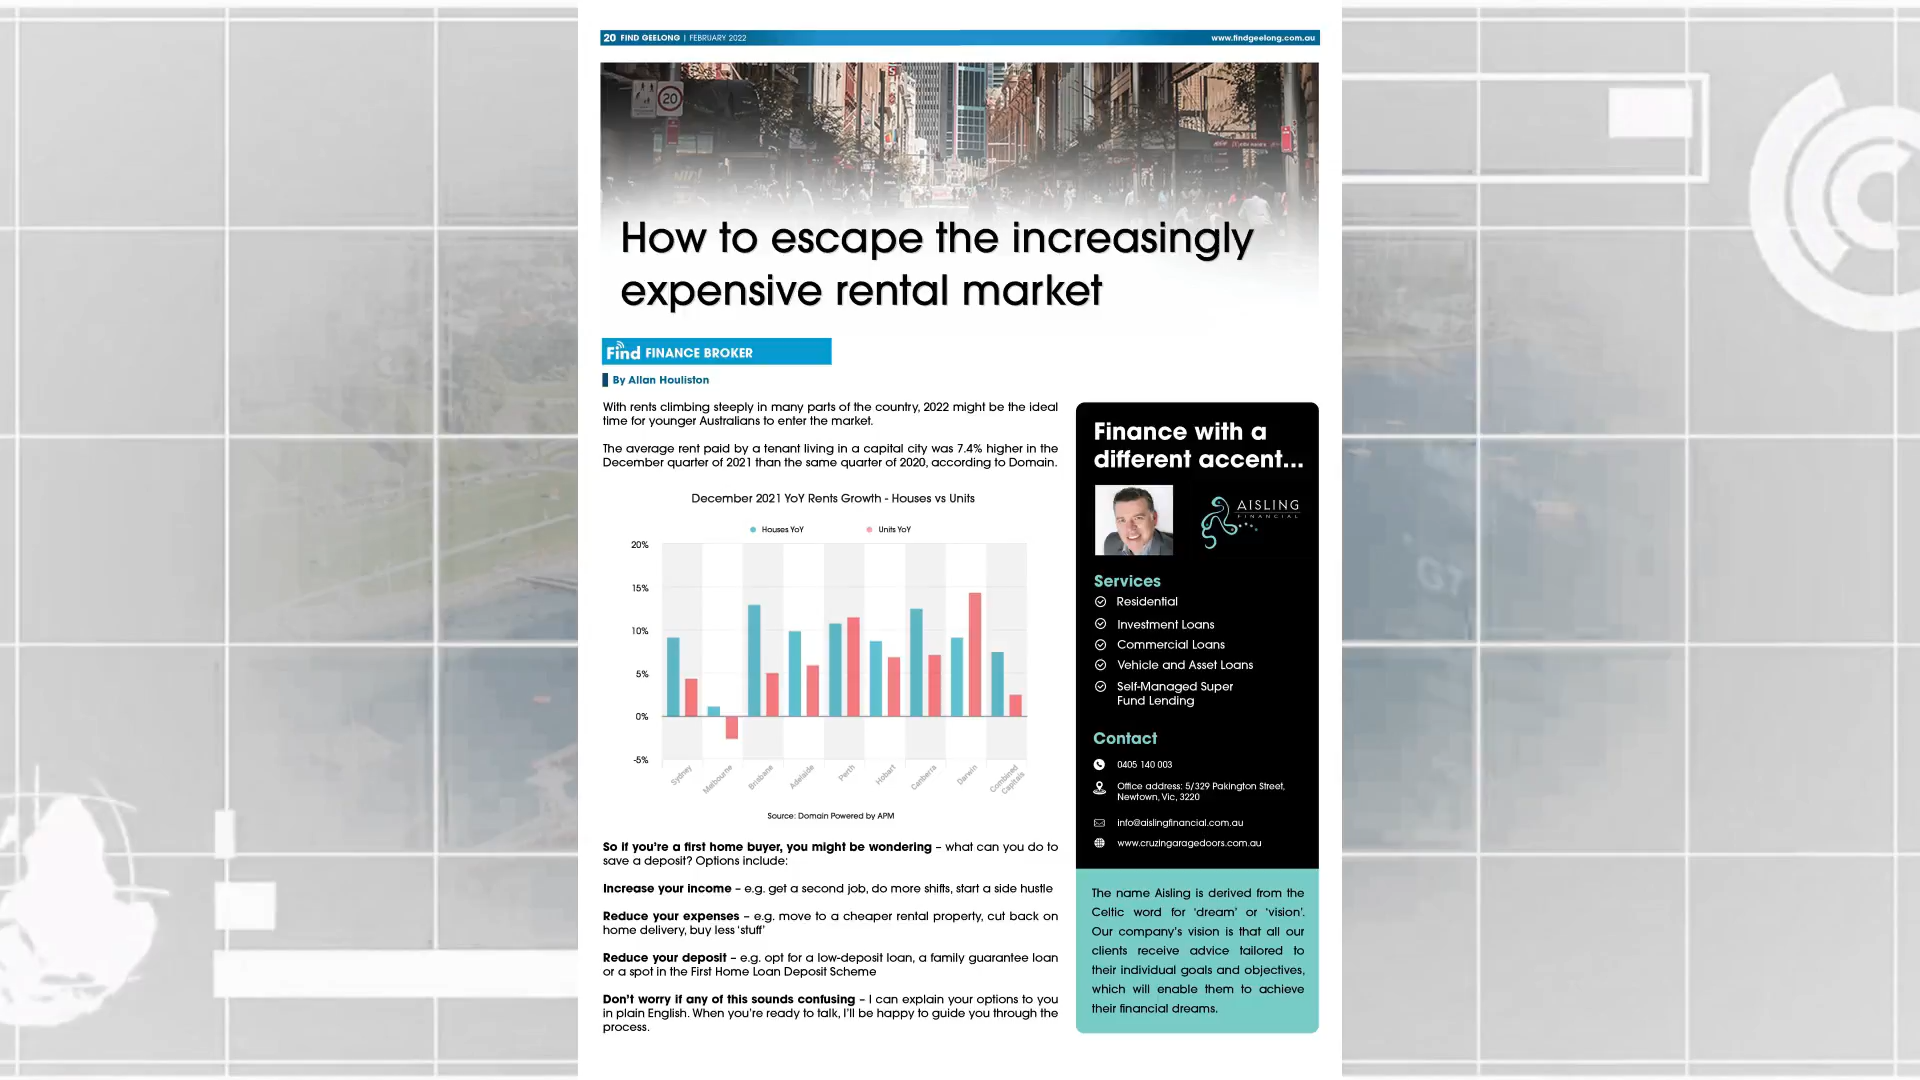 20 FIND GEELONG | FEBRUARY 2022
www.findgeelong.com.au
20
How to escape the increasingly
expensive rental market
Find FINANCE BROKER
By Allan Houliston
With rents climbing steeply in many parts of the country, 2022 might be the ideal
time for younger Australians to enter the market.
The average rent paid by a tenant living in a capital city was 7.4% higher in the
December quarter of 2021 than the same quarter of 2020, according to Domain.
December 2021 YoY Rents Growth - Houses vs Units
Houses YoY
Units YoY
20%
15%
10%
5%
0%
-5%
Sydney
Melbourne
Brisbane
Adelaide
Perth
Hobart
Canberra
Darwin
Combined
Capitals
Source: Domain Powered by APM
So if you're a first home buyer, you might be wondering – what can you do to
save a deposit? Options include:
Increase your income – e.g. get a second job, do more shifts, start a side hustle
Reduce your expenses – e.g. move to a cheaper rental property, cut back on
home delivery, buy less 'stuff'
Reduce your deposit – e.g. opt for a low-deposit loan, a family guarantee loan
or a spot in the First Home Loan Deposit Scheme
Don't worry if any of this sounds confusing – I can explain your options to you
in plain English. When you're ready to talk, I'll be happy to guide you through the
process.
Finance with a
different accent...
AISLING
FINANCIAL
Services
Residential
Investment Loans
Commercial Loans
Vehicle and Asset Loans
Self-Managed Super
Fund Lending
Contact
0405 140 003
Office address: 5/329 Pakington Street,
Newtown, Vic, 3220
info@aislingfinancial.com.au
www.cruzingaragedoors.com.au
The name Aisling is derived from the
Celtic word for 'dream' or 'vision'.
Our company's vision is that all our
clients receive advice tailored to
their individual goals and objectives,
which will enable them to achieve
their financial dreams.